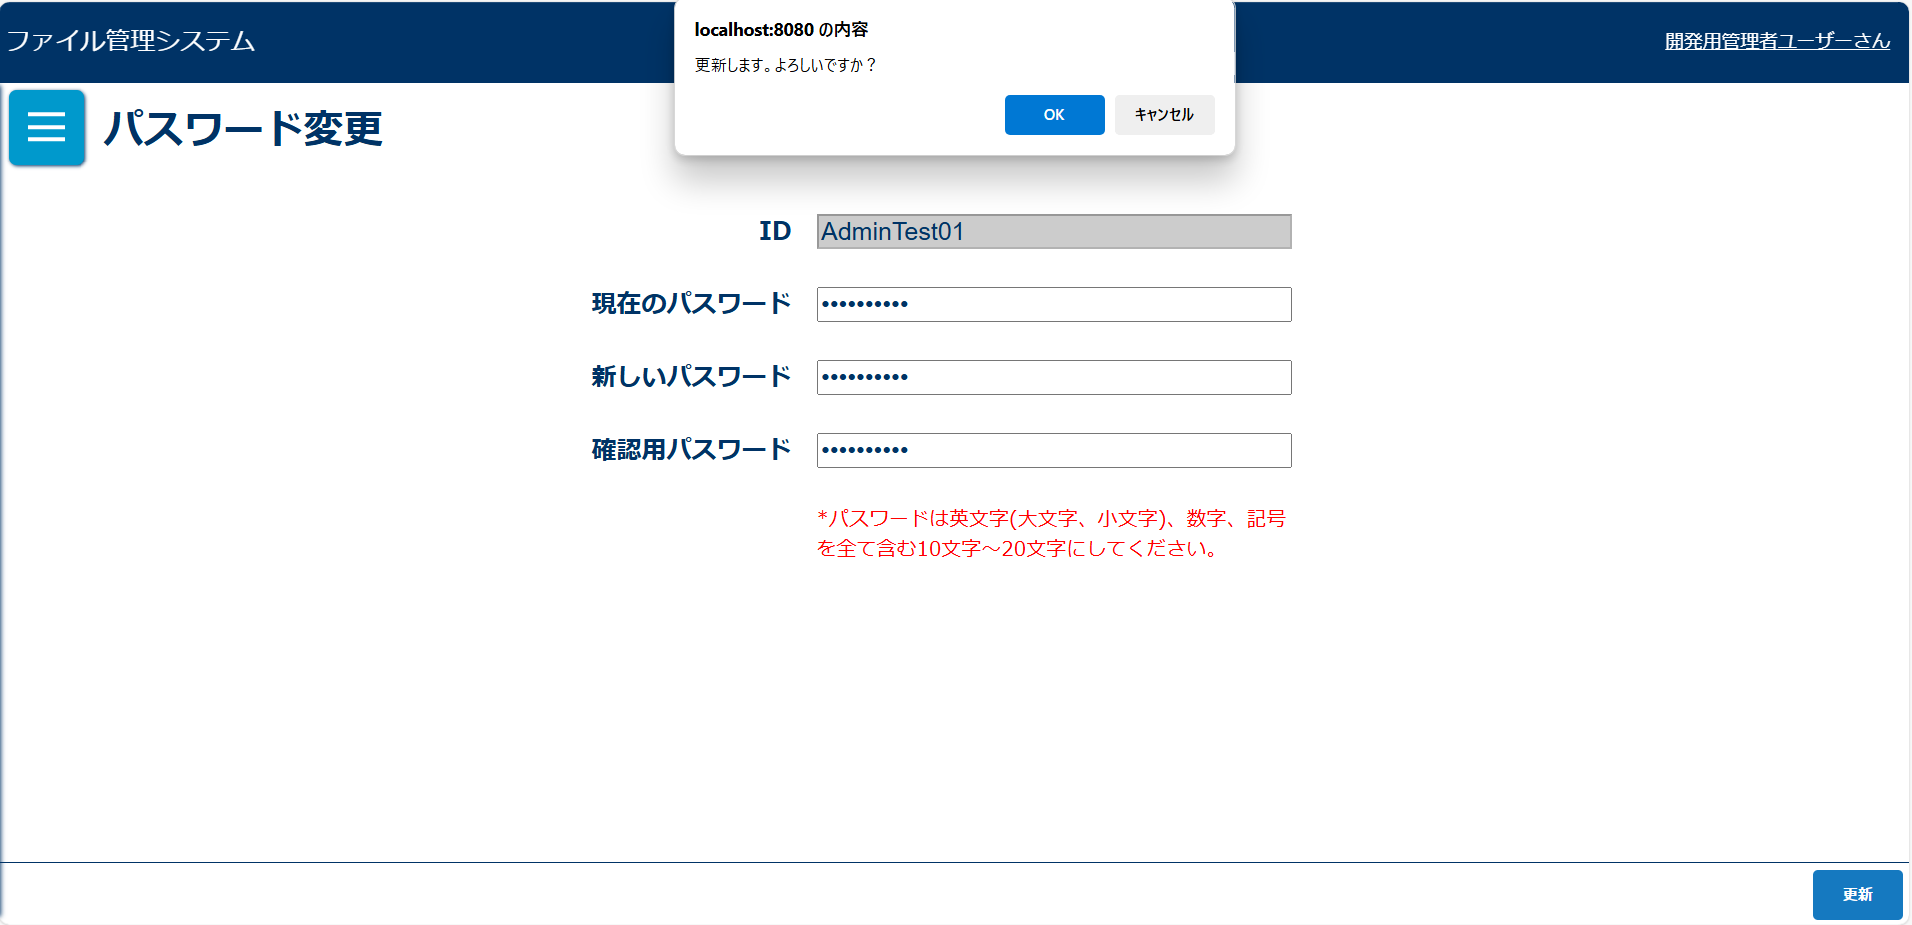 ファイル管理システム
localhost:8080 の内容
更新します。よろしいですか？
OK
キャンセル
開発用管理者ユーザーさん
パスワード変更
ID
AdminTest01
現在のパスワード
••••••••••
新しいパスワード
••••••••••
確認用パスワード
••••••••••
*パスワードは英文字(大文字、小文字)、数字、記号
を全て含む10文字～20文字にしてください。
更新